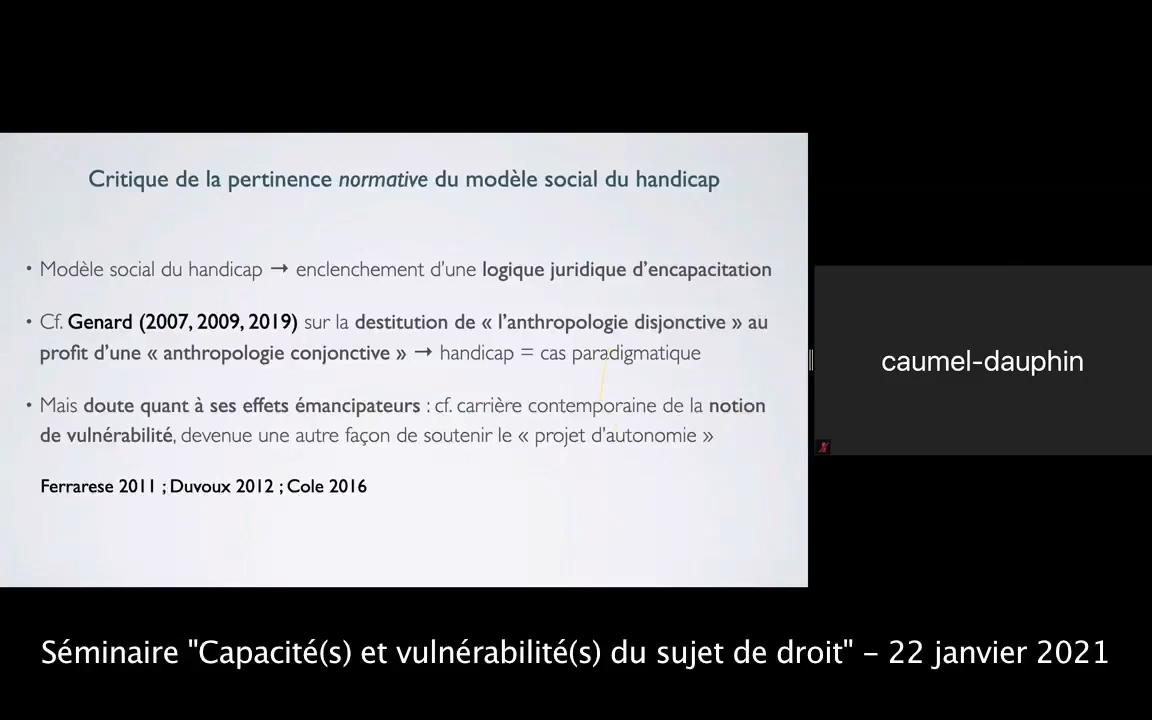 Critique de la pertinence normative du modèle social du handicap
• Modèle social du handicap → enclenchement d'une logique juridique d'encapacitation
• Cf. Genard (2007, 2009, 2019) sur la destitution de « l'anthropologie disjonctive » au
profit d'une « anthropologie conjonctive » → handicap = cas paradigmatique
• Mais doute quant à ses effets émancipateurs : cf. carrière contemporaine de la notion
de vulnérabilité, devenue une autre façon de soutenir le « projet d'autonomie »
Ferrarese 2011 ; Duvoux 2012 ; Cole 2016
caumel-dauphin
Séminaire "Capacité(s) et vulnérabilité(s) du sujet de droit" – 22 janvier 2021